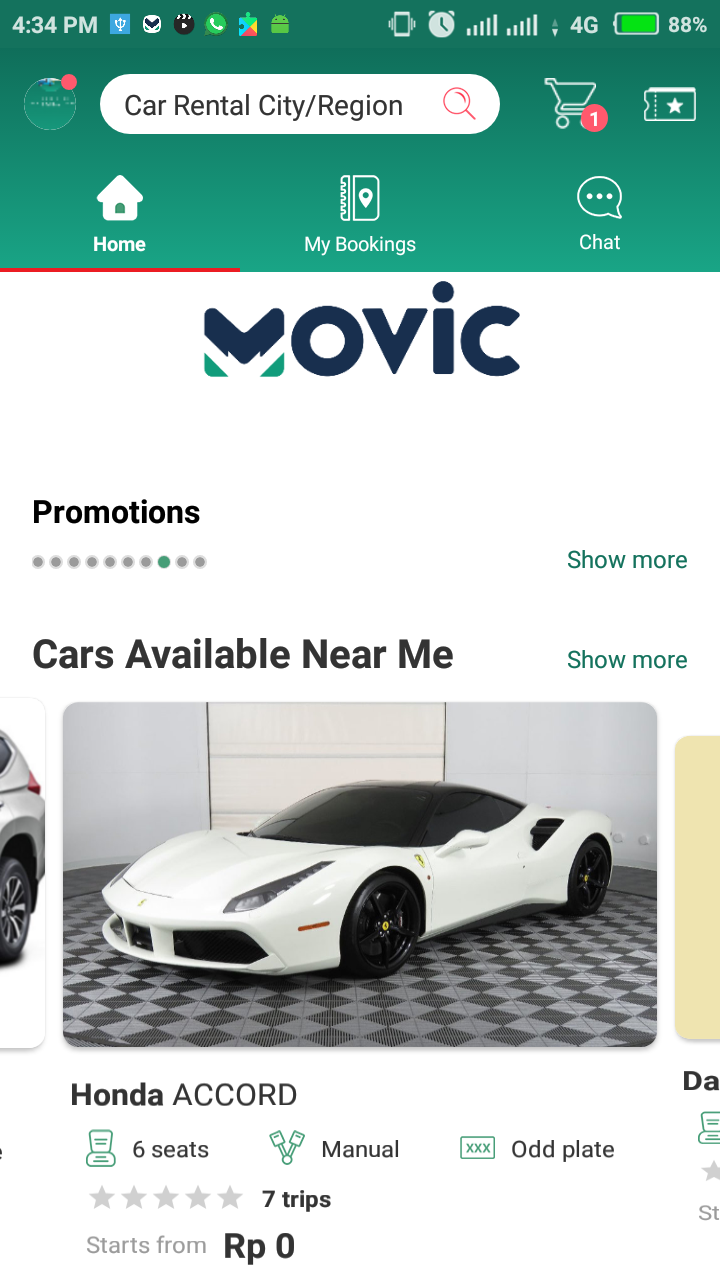 4:34 PM 4G 88%
Car Rental City/Region
1
Home My Bookings Chat
MOVIC
Promotions
Show more
Cars Available Near Me
Show more
Honda ACCORD
Da
6 seats Manual Odd plate
xxx
e
7 trips
Starts from Rp 0
St